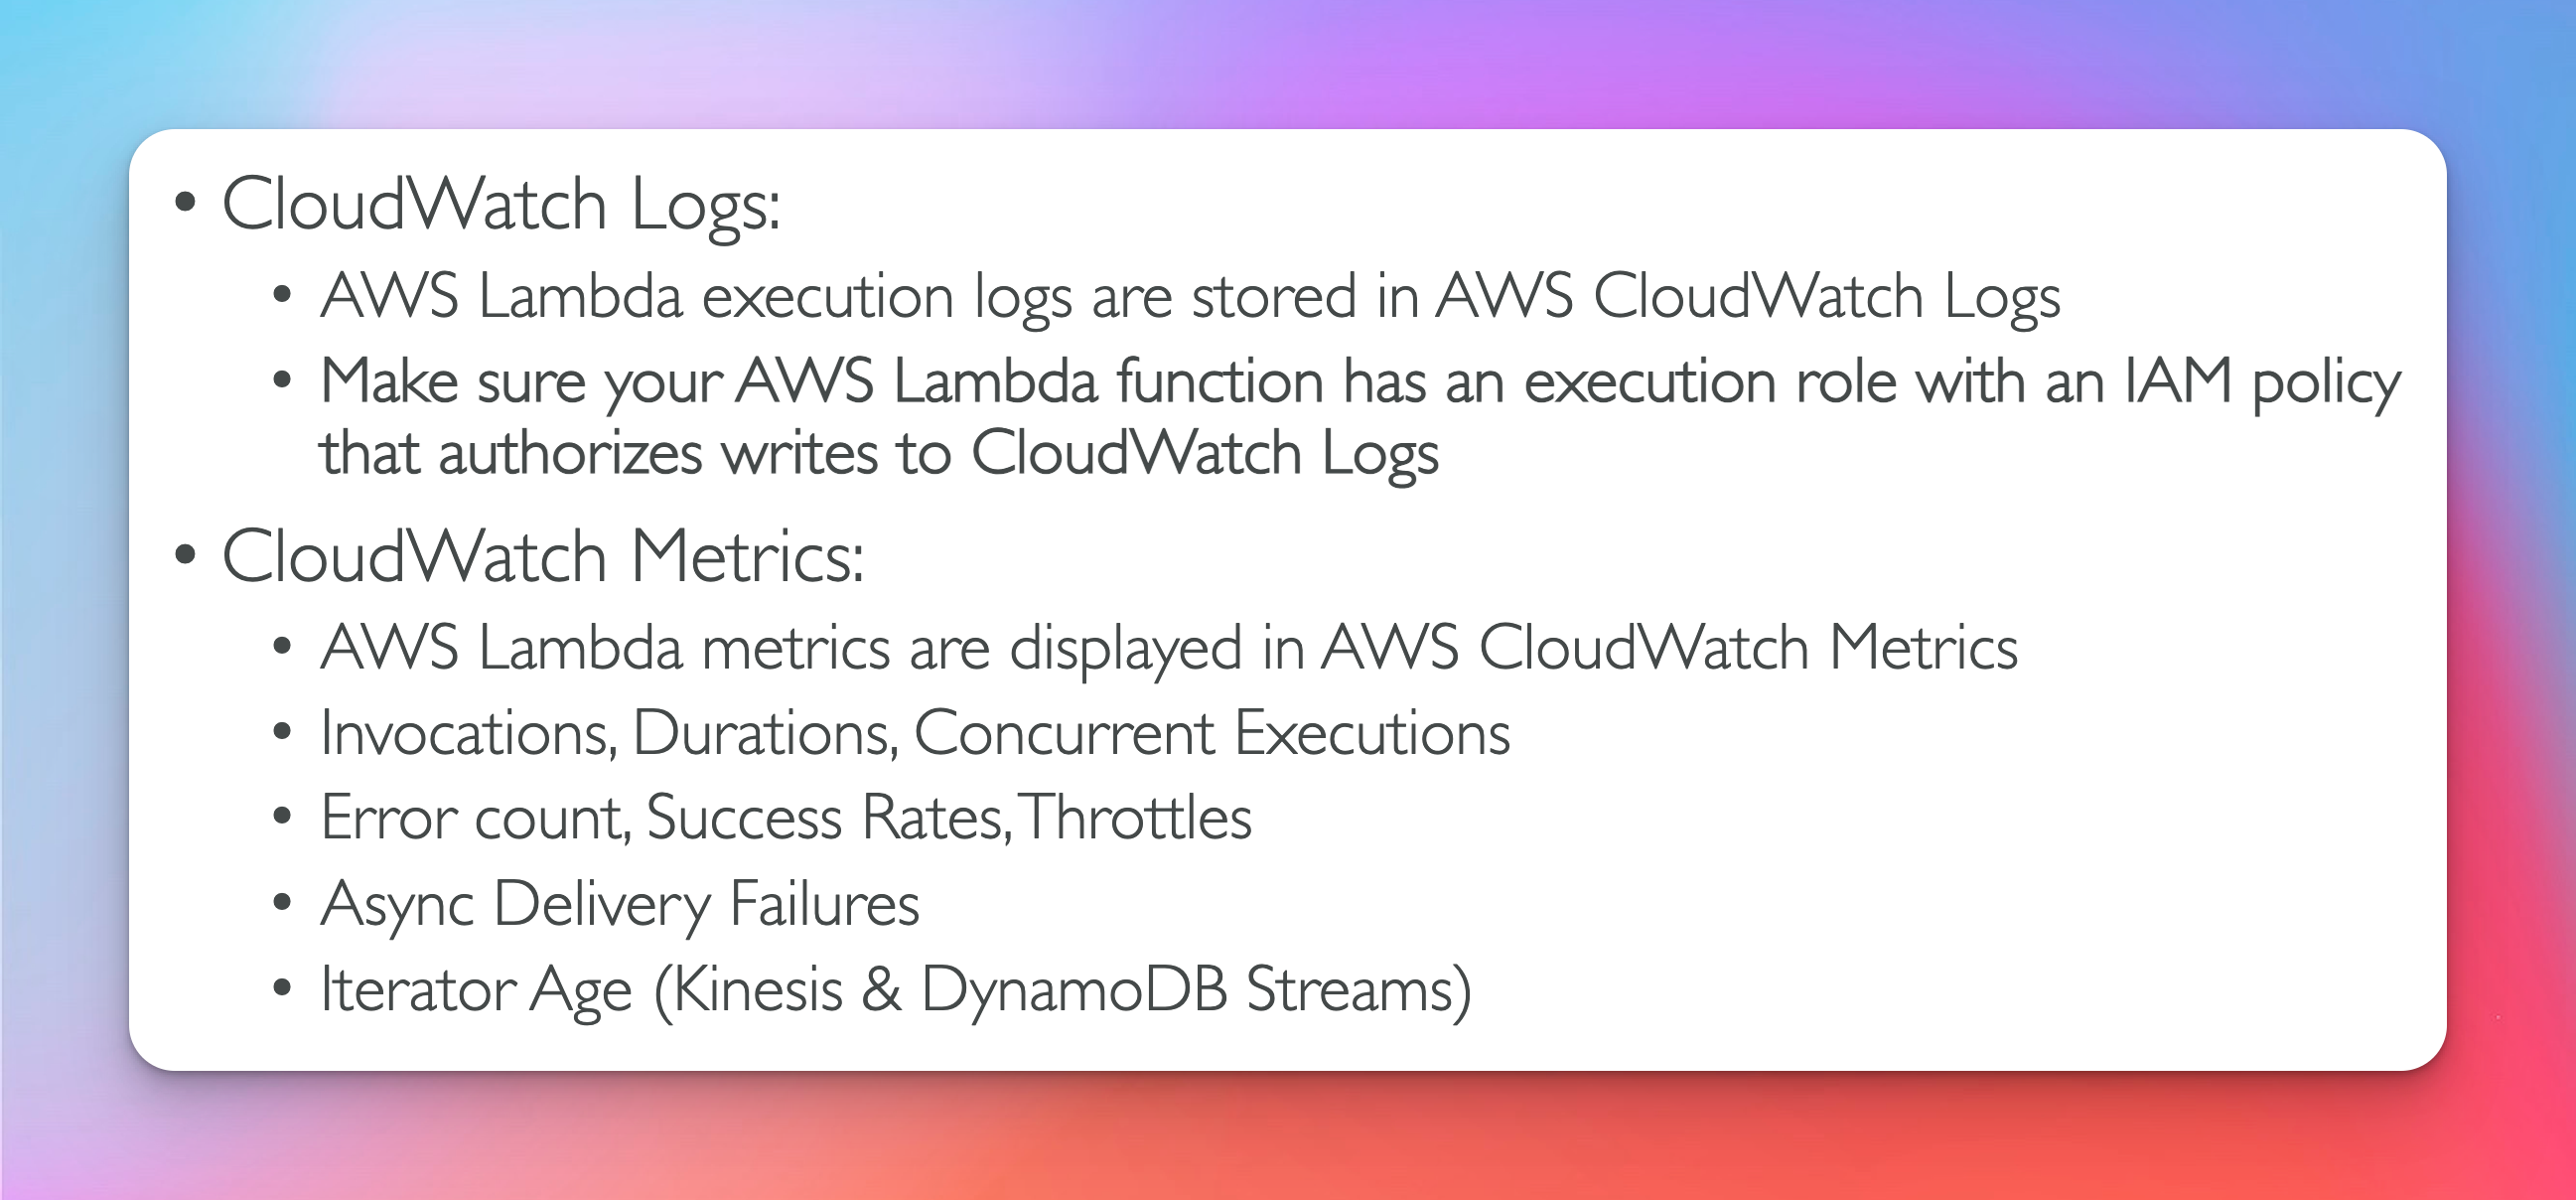 • CloudWatch Logs:
• AWS Lambda execution logs are stored in AWS CloudWatch Logs
• Make sure your AWS Lambda function has an execution role with an IAM policy
that authorizes writes to CloudWatch Logs
• CloudWatch Metrics:
• AWS Lambda metrics are displayed in AWS CloudWatch Metrics
• Invocations, Durations, Concurrent Executions
• Error count, Success Rates, Throttles
• Async Delivery Failures
• Iterator Age (Kinesis & DynamoDB Streams)